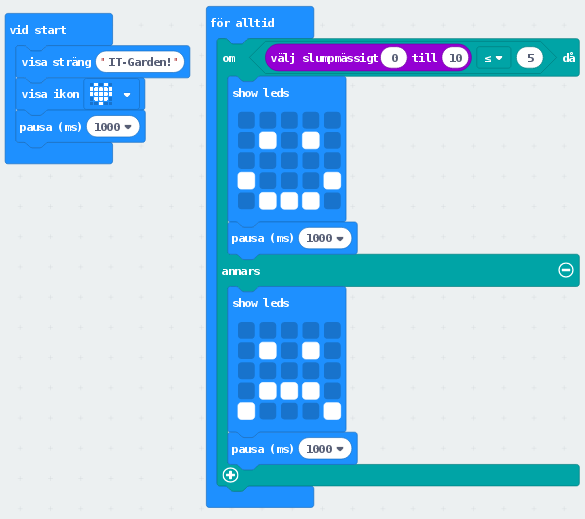 vid start
visa sträng "IT-Garden!"
visa ikon
pausa (ms) 1000
för alltid
om välj slumpmässigt 0 till 10 ≤ 5 då
show leds
pausa (ms) 1000
annars
show leds
pausa (ms) 1000